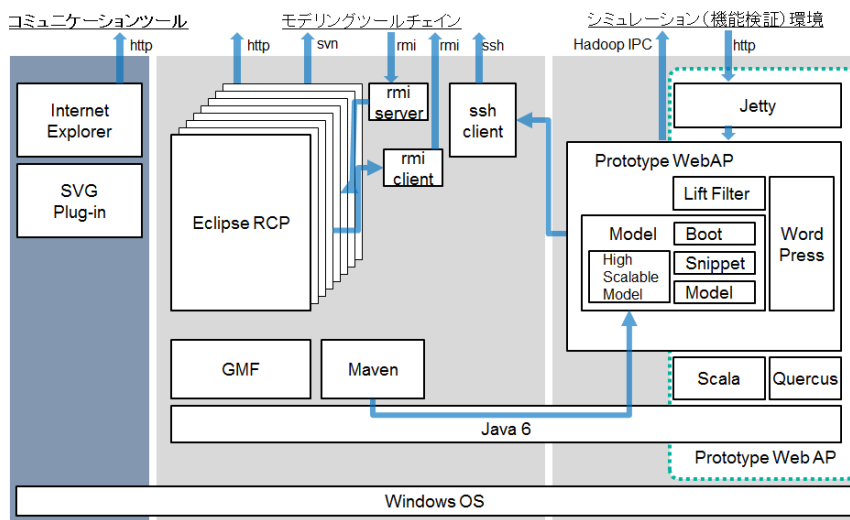 コミュニケーションツール
モデリングツールチェイン
シミュレーション(機能検証)環境
http
http
svn
rmi
rmi
ssh
Hadoop IPC
http
Internet
Explorer
SVG
Plug-in
Eclipse RCP
rmi
server
rmi
client
ssh
client
Jetty
Prototype WebAP
Lift Filter
Model
Boot
High
Scalable
Model
Snippet
Model
Word
Press
GMF
Maven
Scala
Quercus
Java 6
Prototype Web AP
Windows OS